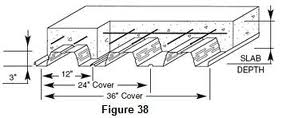 SLAB
DEPTH
3"
12"
24" Cover
36" Cover
Figure 38